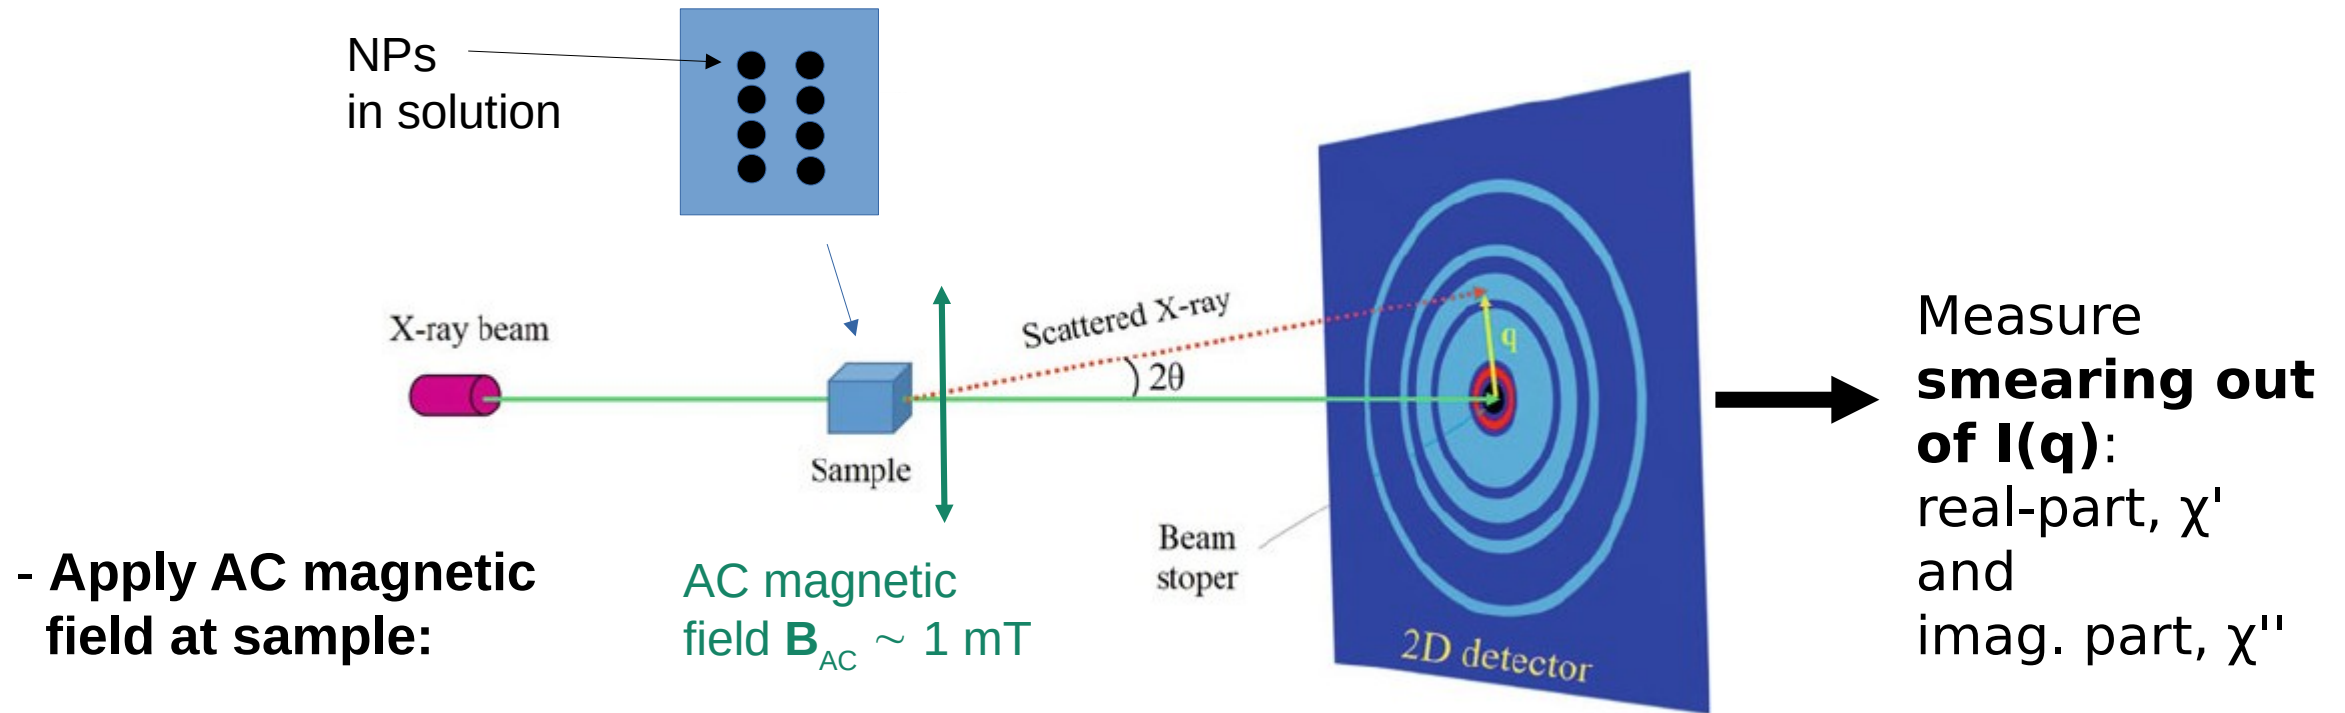 NPs
in solution
X-ray beam
Sample
Scattered X-ray
2θ
q
Beam
stoper
2D detector
- Apply AC magnetic
field at sample:
AC magnetic
field B_AC ~ 1 mT
Measure
smearing out
of I(q):
real-part, χ'
and
imag. part, χ''